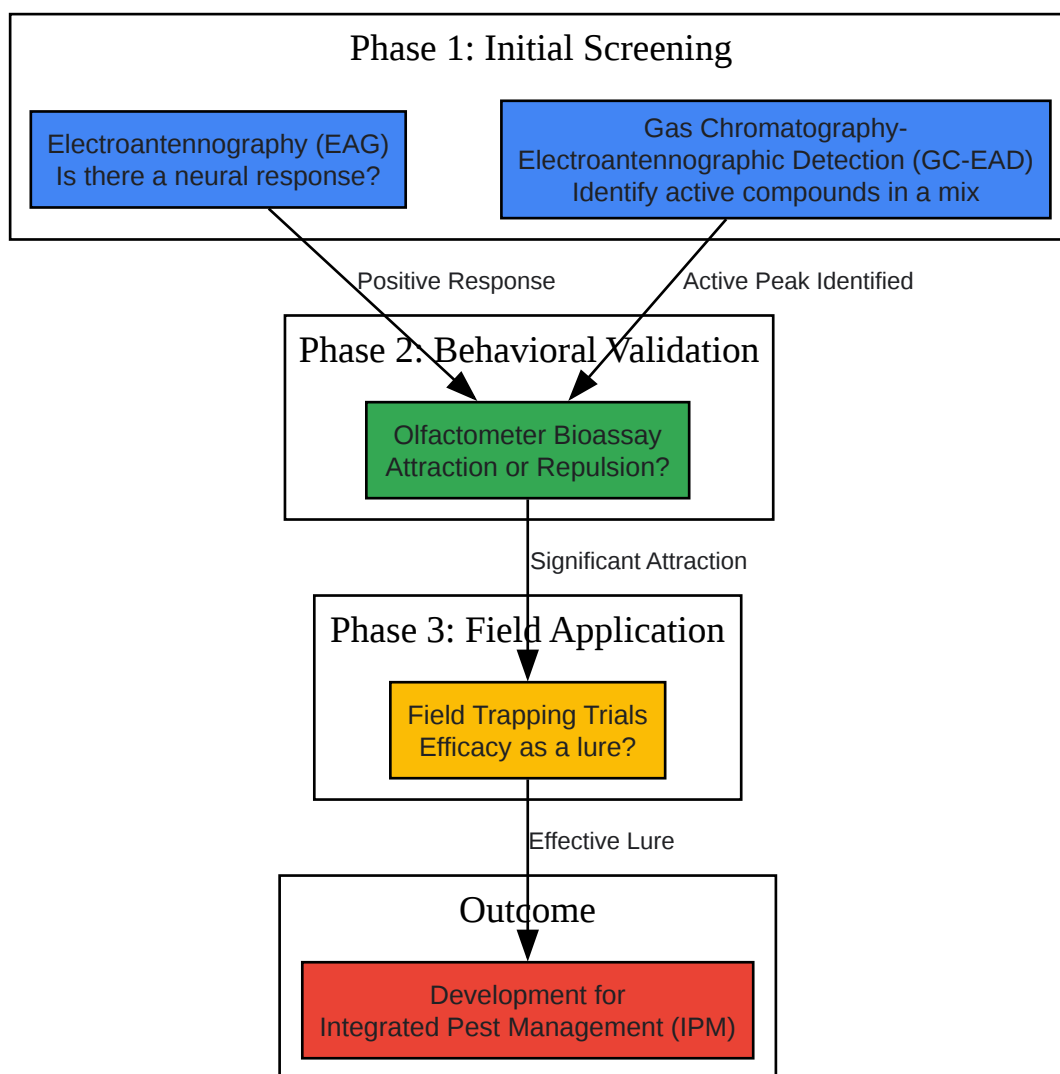 Phase 1: Initial Screening
Electroantennography (EAG)
Is there a neural response?
Gas Chromatography-
Electroantennographic Detection (GC-EAD)
Identify active compounds in a mix
Positive Response
Active Peak Identified
Phase 2: Behavioral Validation
Olfactometer Bioassay
Attraction or Repulsion?
Significant Attraction
Phase 3: Field Application
Field Trapping Trials
Efficacy as a lure?
Effective Lure
Outcome
Development for
Integrated Pest Management (IPM)